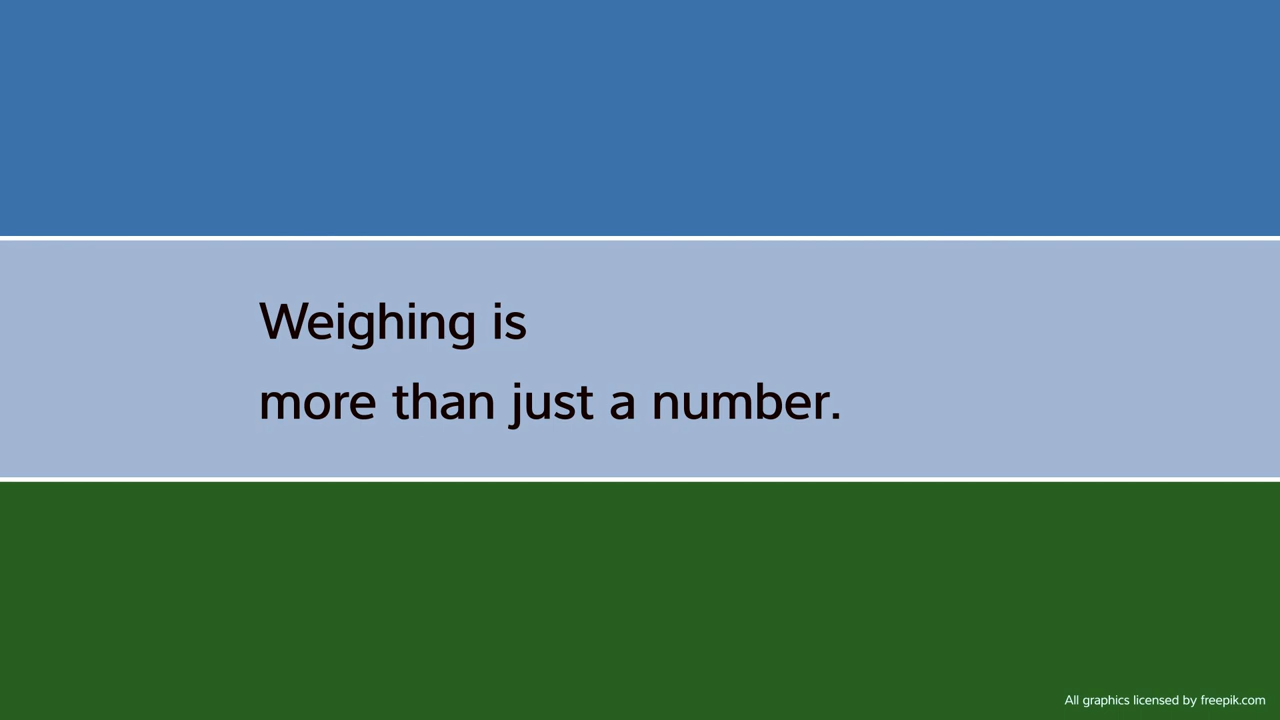 Weighing is
more than just a number.
All graphics licensed by freepik.com